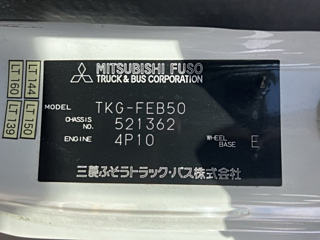 MITSUBISHI FUSO
TRUCK & BUS CORPORATION
MODEL TKG-FEB50
CHASSIS NO. 521362
ENGINE 4P10
WHEEL BASE E
三菱ふそうトラック・バス株式会社
LT 144
LT 160
LT 150
LT 139